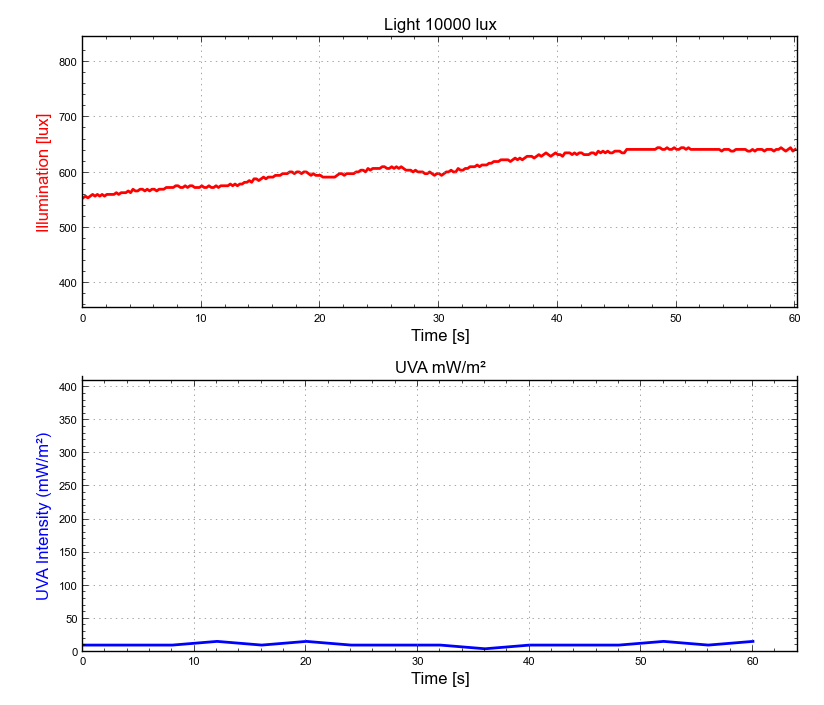 Light 10000 lux
Illumination [lux]
800
700
600
500
400
0 10 20 30 40 50 60
Time [s]
UVA mW/m²
UVA Intensity (mW/m²)
400
350
300
250
200
150
100
50
0
0 10 20 30 40 50 60
Time [s]